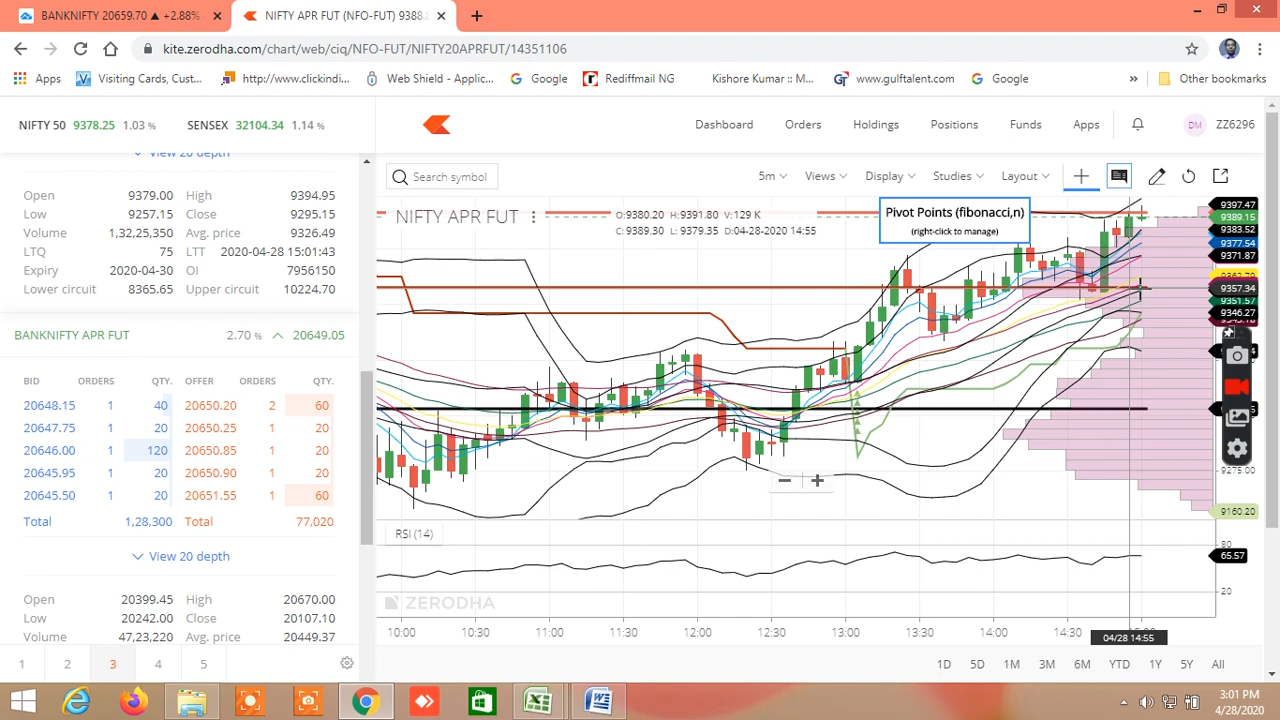 BANKNIFTY 20659.70 ▲ +2.88%
NIFTY APR FUT (NFO-FUT) 9388.
kite.zerodha.com/chart/web/ciq/NFO-FUT/NIFTY20APRFUT/14351106
Apps Visiting Cards, Cust... http://www.clickindi... Web Shield - Applic... Google Rediffmail NG Kishore Kumar :: M... www.gulftalent.com Google » Other bookmarks
NIFTY 50 9378.25 1.03 % SENSEX 32104.34 1.14 %
Dashboard Orders Holdings Positions Funds Apps DM ZZ6296
View 20 depth
Open 9379.00 High 9394.95
Low 9257.15 Close 9295.15
Volume 1,32,25,350 Avg. price 9326.49
LTQ 75 LTT 2020-04-28 15:01:43
Expiry 2020-04-30 OI 7956150
Lower circuit 8365.65 Upper circuit 10224.70
BANKNIFTY APR FUT 2.70 % 20649.05
BID ORDERS QTY. OFFER ORDERS QTY.
20648.15 1 40 20650.20 2 60
20647.75 1 20 20650.25 1 20
20646.00 1 120 20650.85 1 20
20645.95 1 20 20650.90 1 20
20645.50 1 20 20651.55 1 60
Total 1,28,300 Total 77,020
View 20 depth
Open 20399.45 High 20670.00
Low 20242.00 Close 20107.10
Volume 47,23,220 Avg. price 20449.37
1 2 3 4 5
Search symbol 5m Views Display Studies Layout
NIFTY APR FUT
O: 9380.20 H: 9391.80 V: 129 K
C: 9389.30 L: 9379.35 D: 04-28-2020 14:55
Pivot Points (fibonacci,n)
(right-click to manage)
9397.47
9389.15
9383.52
9377.54
9371.87
9357.34
9351.57
9346.27
9275.00
9160.20
RSI (14)
80
65.57
20
ZERODHA
10:00 10:30 11:00 11:30 12:00 12:30 13:00 13:30 14:00 14:30
04/28 14:55
1D 5D 1M 3M 6M YTD 1Y 5Y All
3:01 PM
4/28/2020